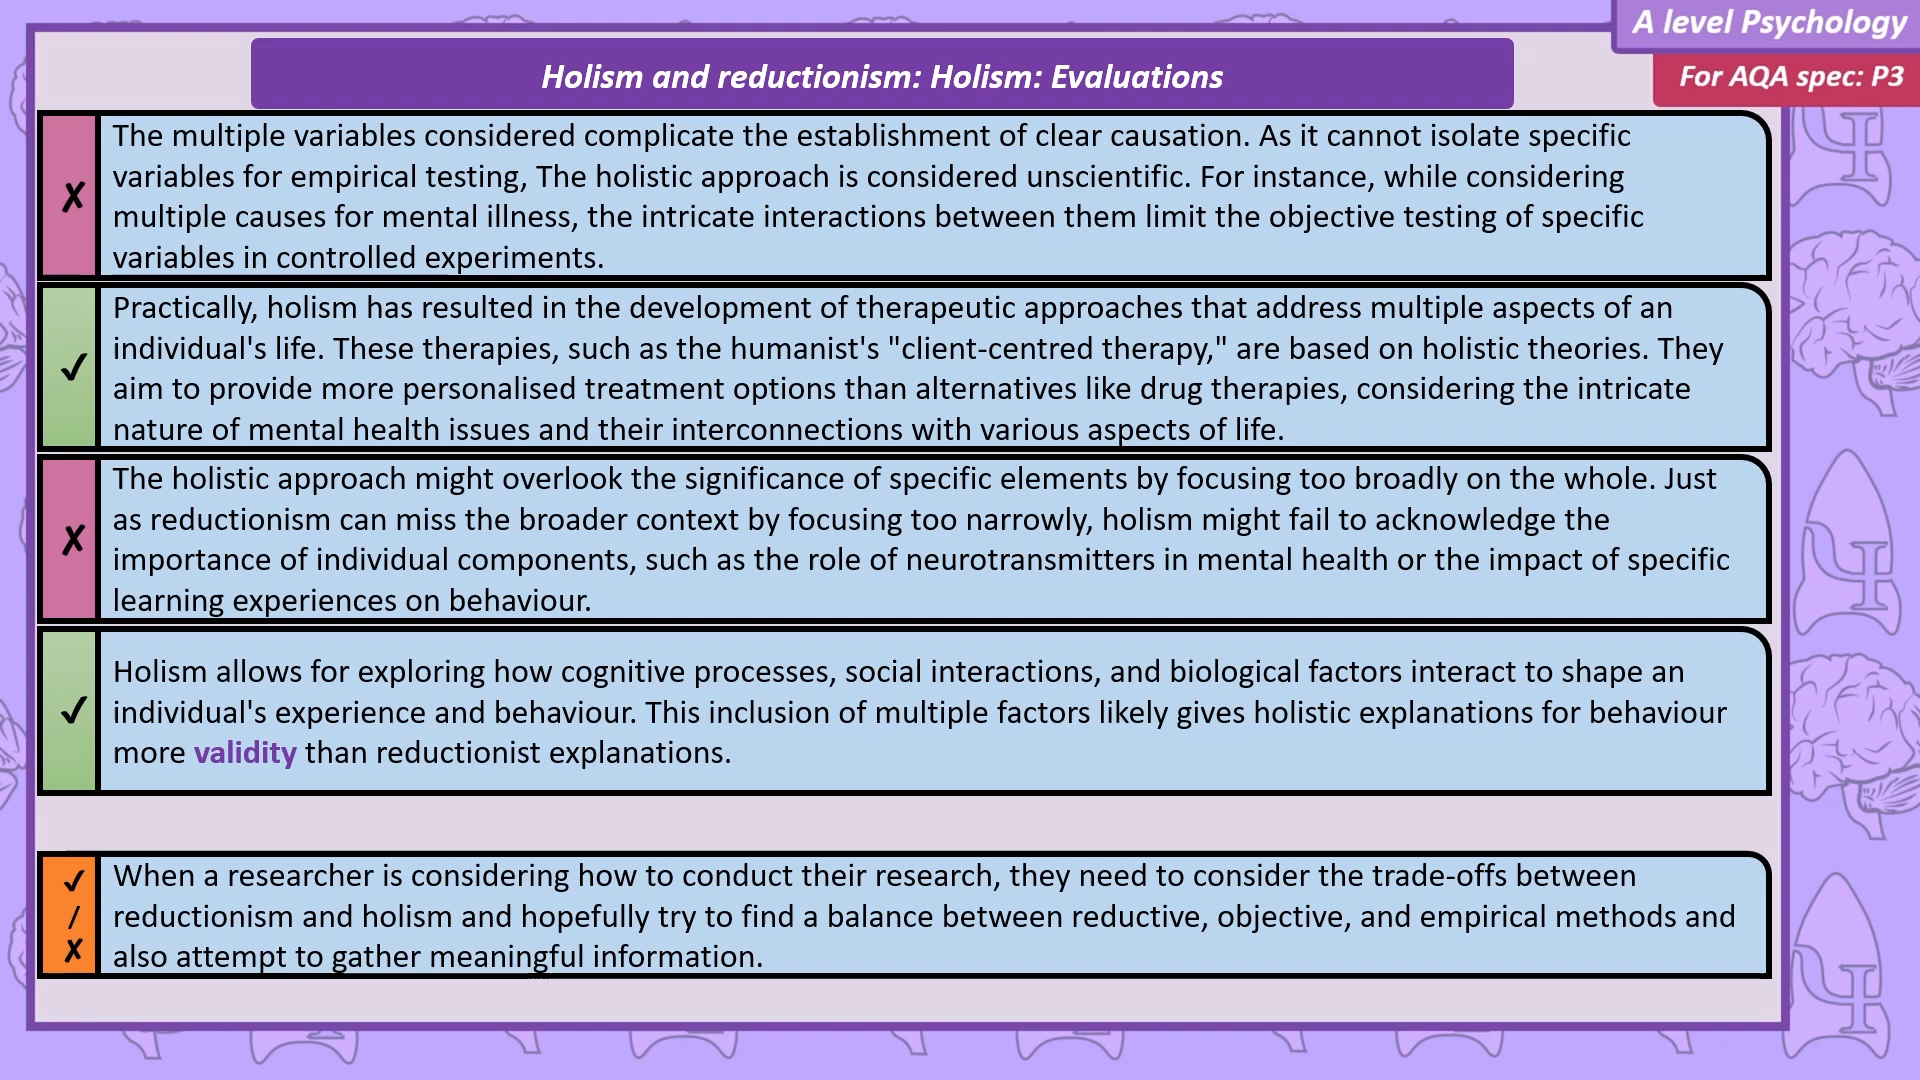 A level Psychology
For AQA spec: P3
Holism and reductionism: Holism: Evaluations
✗
The multiple variables considered complicate the establishment of clear causation. As it cannot isolate specific
variables for empirical testing, The holistic approach is considered unscientific. For instance, while considering
multiple causes for mental illness, the intricate interactions between them limit the objective testing of specific
variables in controlled experiments.
✓
Practically, holism has resulted in the development of therapeutic approaches that address multiple aspects of an
individual's life. These therapies, such as the humanist's "client-centred therapy," are based on holistic theories. They
aim to provide more personalised treatment options than alternatives like drug therapies, considering the intricate
nature of mental health issues and their interconnections with various aspects of life.
✗
The holistic approach might overlook the significance of specific elements by focusing too broadly on the whole. Just
as reductionism can miss the broader context by focusing too narrowly, holism might fail to acknowledge the
importance of individual components, such as the role of neurotransmitters in mental health or the impact of specific
learning experiences on behaviour.
✓
Holism allows for exploring how cognitive processes, social interactions, and biological factors interact to shape an
individual's experience and behaviour. This inclusion of multiple factors likely gives holistic explanations for behaviour
more validity than reductionist explanations.
✓
/
✗
When a researcher is considering how to conduct their research, they need to consider the trade-offs between
reductionism and holism and hopefully try to find a balance between reductive, objective, and empirical methods and
also attempt to gather meaningful information.